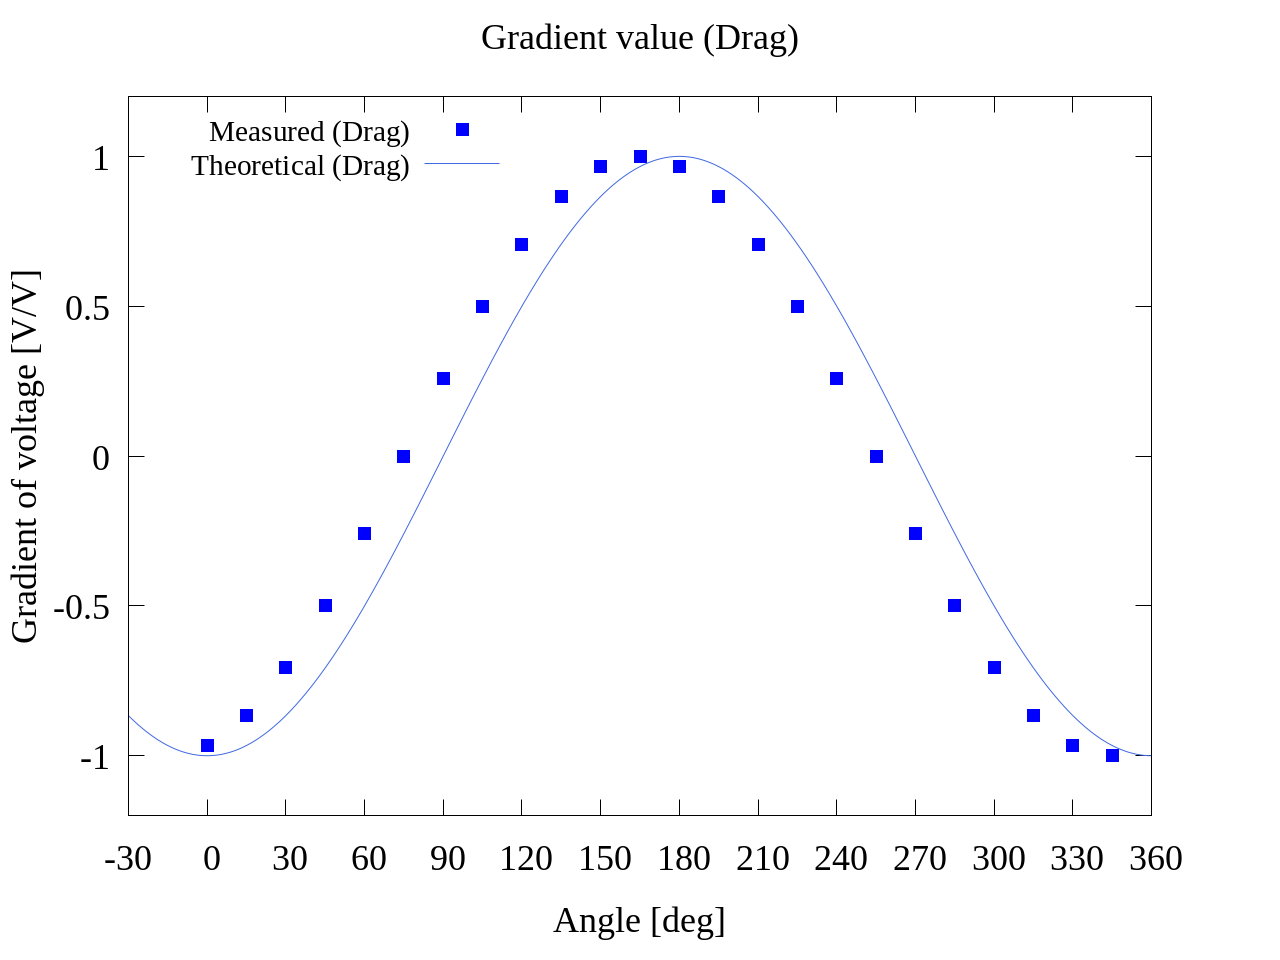 Gradient value (Drag)
Measured (Drag)
Theoretical (Drag)
1
0.5
0
-0.5
-1
Gradient of voltage [V/V]
-30 0 30 60 90 120 150 180 210 240 270 300 330 360
Angle [deg]